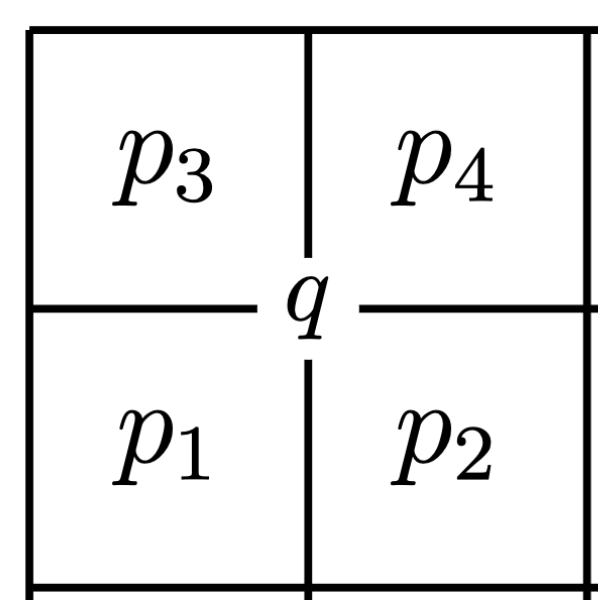 p₃ p₄
q
p₁ p₂